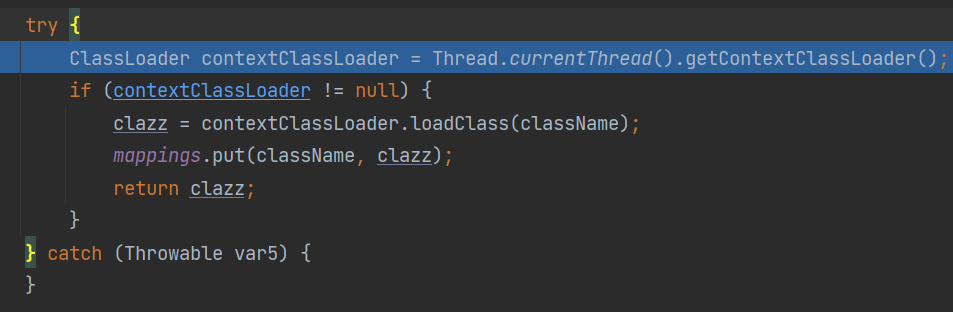 try {
ClassLoader contextClassLoader = Thread.currentThread().getContextClassLoader();
if (contextClassLoader != null) {
clazz = contextClassLoader.loadClass(className);
mappings.put(className, clazz);
return clazz;
}
} catch (Throwable var5) {
}